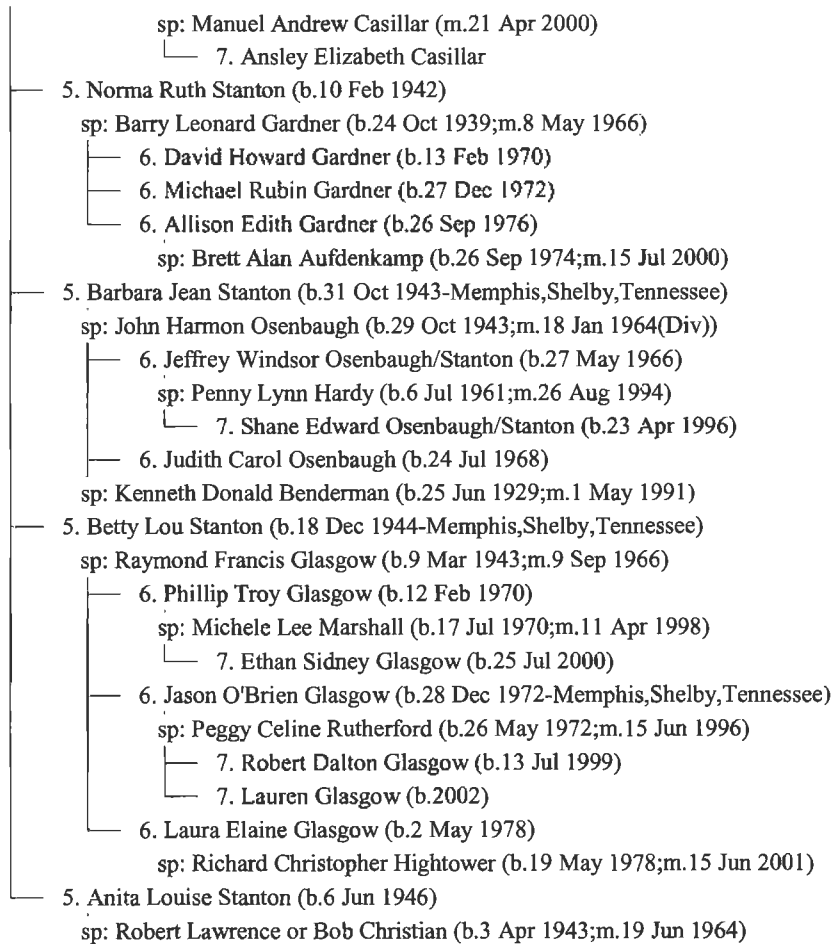 sp: Manuel Andrew Casillar (m.21 Apr 2000)
7. Ansley Elizabeth Casillar
5. Norma Ruth Stanton (b.10 Feb 1942)
sp: Barry Leonard Gardner (b.24 Oct 1939;m.8 May 1966)
6. David Howard Gardner (b.13 Feb 1970)
6. Michael Rubin Gardner (b.27 Dec 1972)
6. Allison Edith Gardner (b.26 Sep 1976)
sp: Brett Alan Aufdenkamp (b.26 Sep 1974;m.15 Jul 2000)
5. Barbara Jean Stanton (b.31 Oct 1943-Memphis,Shelby,Tennessee)
sp: John Harmon Osenbaugh (b.29 Oct 1943;m.18 Jan 1964(Div))
6. Jeffrey Windsor Osenbaugh/Stanton (b.27 May 1966)
sp: Penny Lynn Hardy (b.6 Jul 1961;m.26 Aug 1994)
7. Shane Edward Osenbaugh/Stanton (b.23 Apr 1996)
6. Judith Carol Osenbaugh (b.24 Jul 1968)
sp: Kenneth Donald Benderman (b.25 Jun 1929;m.1 May 1991)
5. Betty Lou Stanton (b.18 Dec 1944-Memphis,Shelby,Tennessee)
sp: Raymond Francis Glasgow (b.9 Mar 1943;m.9 Sep 1966)
6. Phillip Troy Glasgow (b.12 Feb 1970)
sp: Michele Lee Marshall (b.17 Jul 1970;m.11 Apr 1998)
7. Ethan Sidney Glasgow (b.25 Jul 2000)
6. Jason O'Brien Glasgow (b.28 Dec 1972-Memphis,Shelby,Tennessee)
sp: Peggy Celine Rutherford (b.26 May 1972;m.15 Jun 1996)
7. Robert Dalton Glasgow (b.13 Jul 1999)
7. Lauren Glasgow (b.2002)
6. Laura Elaine Glasgow (b.2 May 1978)
sp: Richard Christopher Hightower (b.19 May 1978;m.15 Jun 2001)
5. Anita Louise Stanton (b.6 Jun 1946)
sp: Robert Lawrence or Bob Christian (b.3 Apr 1943;m.19 Jun 1964)